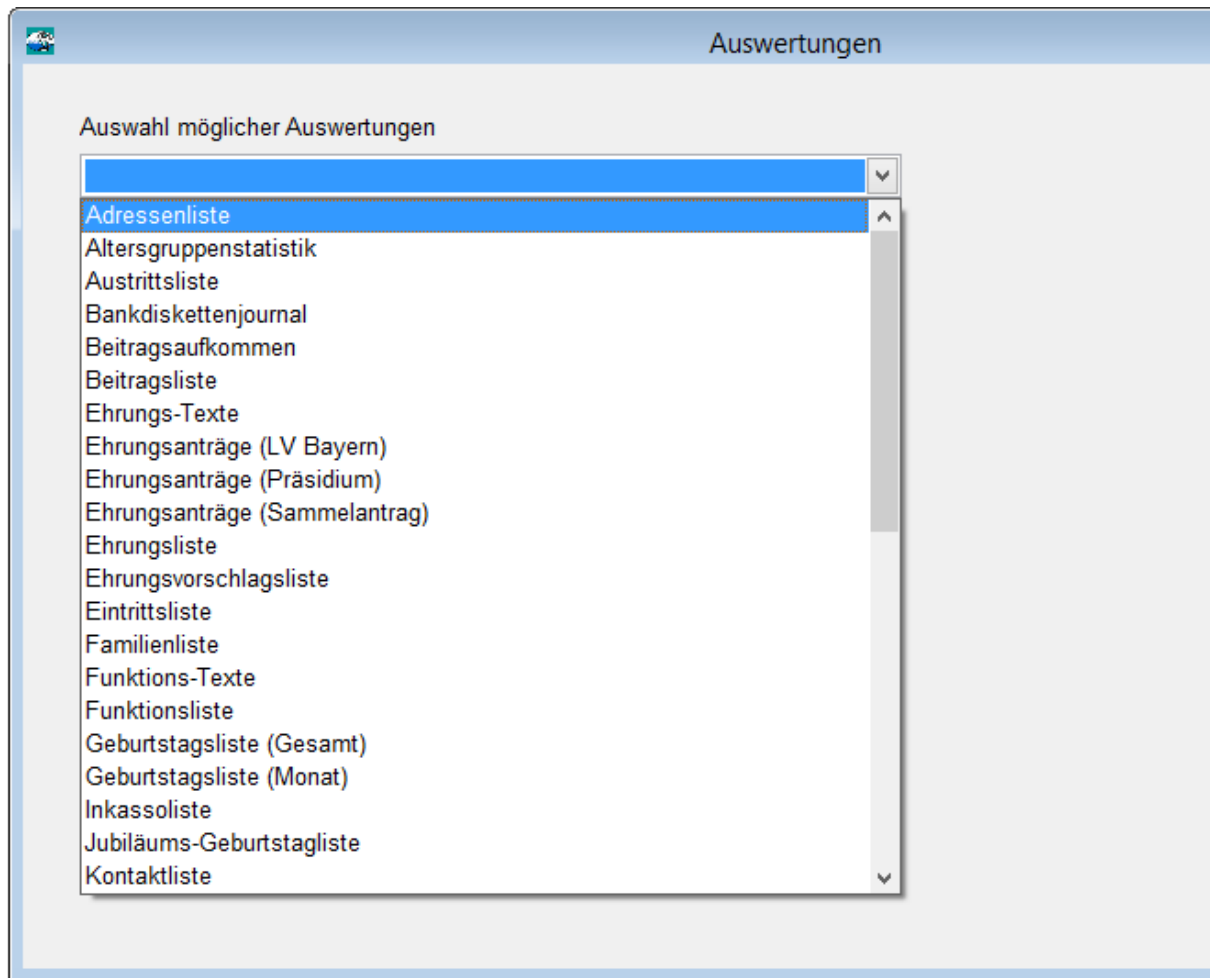 Auswertungen
Auswahl möglicher Auswertungen
Adressenliste
Altersgruppenstatistik
Austrittsliste
Bankdiskettenjournal
Beitragsaufkommen
Beitragsliste
Ehrungs-Texte
Ehrungsanträge (LV Bayern)
Ehrungsanträge (Präsidium)
Ehrungsanträge (Sammelantrag)
Ehrungsliste
Ehrungsvorschlagsliste
Eintrittsliste
Familienliste
Funktions-Texte
Funktionsliste
Geburtstagsliste (Gesamt)
Geburtstagsliste (Monat)
Inkassoliste
Jubiläums-Geburtstagliste
Kontaktliste